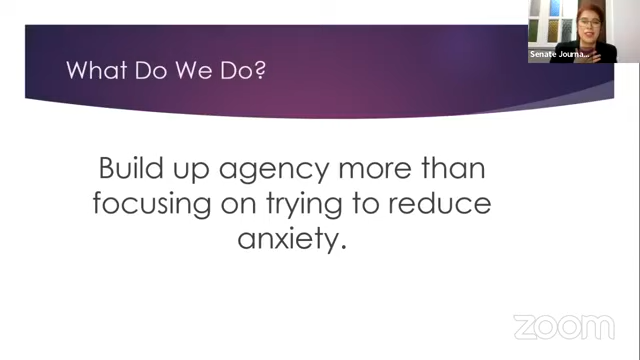 What Do We Do?
Senate Journa...
Build up agency more than
focusing on trying to reduce
anxiety.
zoom